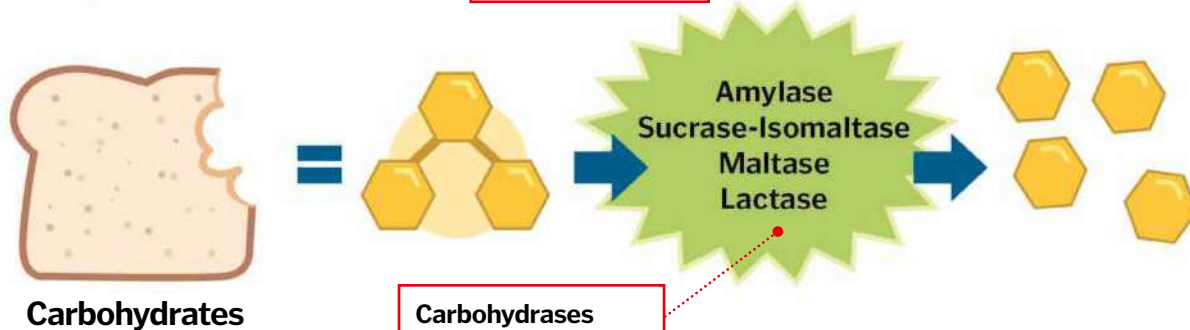 Amylase
Sucrase-Isomaltase
Maltase
Lactase
Carbohydrates
Carbohydrases